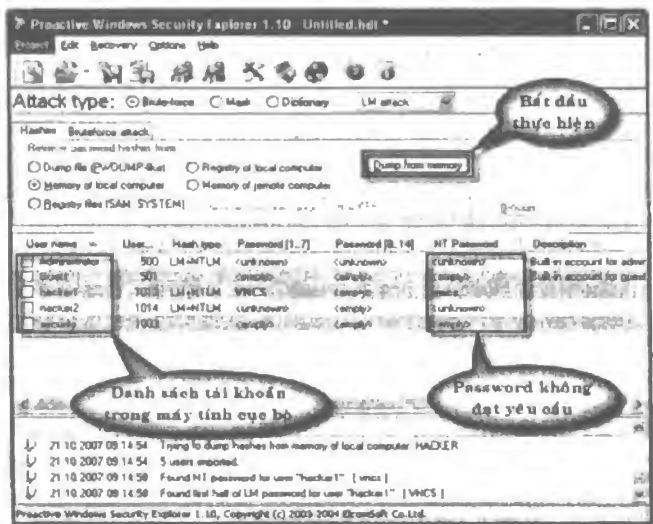 Proactive Windows Security Explorer 1.10 Untitled.hdt *
Project Edit Recovery Options Help
Attack type: Brute-force Mask Dictionary LM attack
Bắt đầu
thực hiện
Hashes Bruteforce attack
password hashes from
Dump file (PWDUMP-like) Registry of local computer
Dump from memory
Memory of local computer Memory of remote computer
Registry files (SAM, SYSTEM)
User name User... Hash type Password [1..7] Password [8..14] NT Password Description
Administrator 500 LM+NTLM <unknown> <unknown> <unknown> Built-in account for admin
Guest 501 <empty> <empty> <empty> Built-in account for guest
hacker1 1013 LM+NTLM VNCS <empty> vncs
hacker2 1014 LM+NTLM <unknown> <empty> <unknown>
security 1003 <empty> <empty> <empty>
Danh sách tài khoản
trong máy tính cục bộ
Password không
đạt yêu cầu
21.10.2007 09:14:54 Trying to dump hashes from memory of local computer HACKER
21.10.2007 09:14:54 5 users imported.
21.10.2007 09:14:58 Found NT password for user "hacker1" [ vncs ]
21.10.2007 09:14:58 Found first half of LM password for user "hacker1" [ VNCS ]
Proactive Windows Security Explorer 1.10, Copyright (c) 2003-2004 ElcomSoft Co.Ltd.